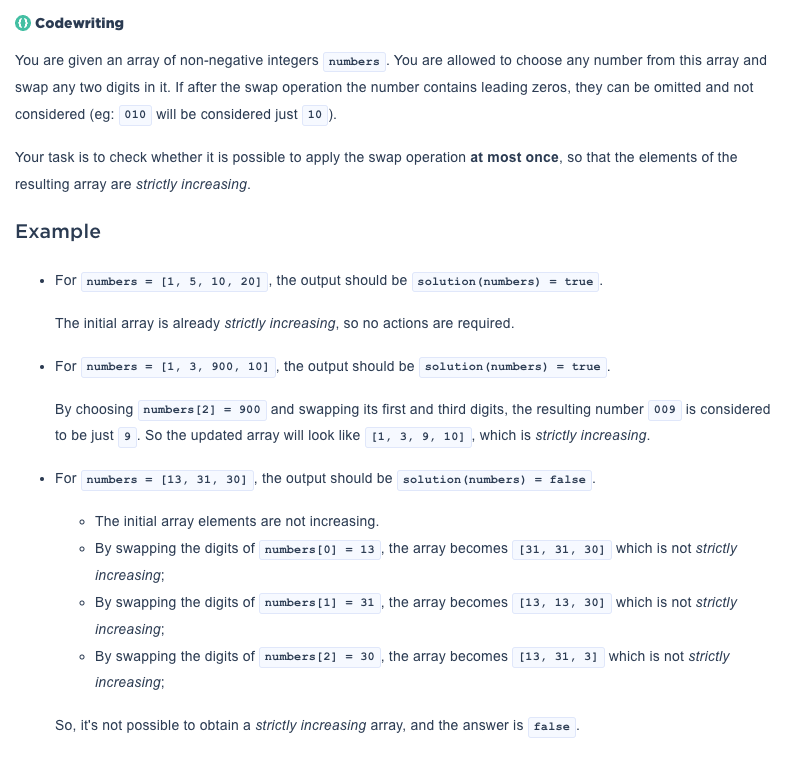 Codewriting
You are given an array of non-negative integers numbers . You are allowed to choose any number from this array and
swap any two digits in it. If after the swap operation the number contains leading zeros, they can be omitted and not
considered (eg: 010 will be considered just 10 ).
Your task is to check whether it is possible to apply the swap operation at most once, so that the elements of the
resulting array are strictly increasing.
Example
• For numbers = [1, 5, 10, 20] , the output should be solution(numbers) = true .
The initial array is already strictly increasing, so no actions are required.
• For numbers = [1, 3, 900, 10] , the output should be solution(numbers) = true .
By choosing numbers[2] = 900 and swapping its first and third digits, the resulting number 009 is considered
to be just 9 . So the updated array will look like [1, 3, 9, 10] , which is strictly increasing.
• For numbers = [13, 31, 30] , the output should be solution(numbers) = false .
◦ The initial array elements are not increasing.
◦ By swapping the digits of numbers[0] = 13 , the array becomes [31, 31, 30] which is not strictly
increasing;
◦ By swapping the digits of numbers[1] = 31 , the array becomes [13, 13, 30] which is not strictly
increasing;
◦ By swapping the digits of numbers[2] = 30 , the array becomes [13, 31, 3] which is not strictly
increasing;
So, it's not possible to obtain a strictly increasing array, and the answer is false .